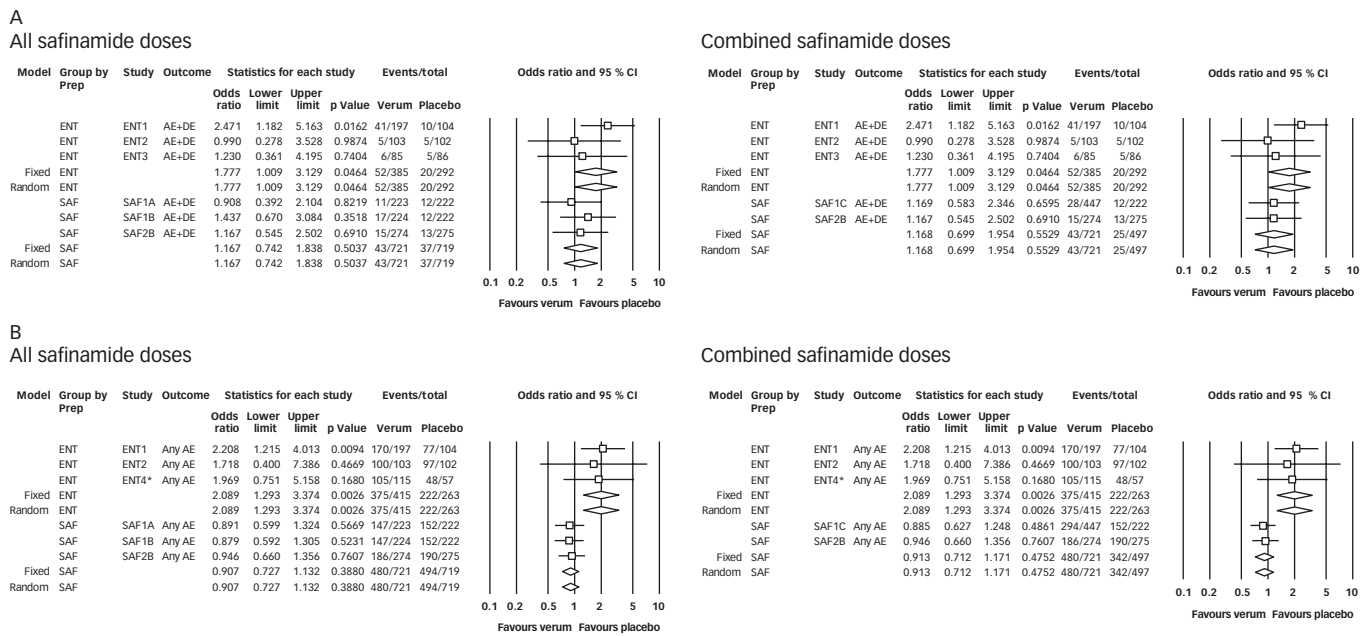 A
All safinamide doses
Model Group by Prep Study Outcome Statistics for each study Events/total Odds ratio and 95 % CI
Odds ratio Lower limit Upper limit p Value Verum Placebo
ENT ENT1 AE+DE 2.471 1.182 5.163 0.0162 41/197 10/104
ENT ENT2 AE+DE 0.990 0.278 3.528 0.9874 5/103 5/102
ENT ENT3 AE+DE 1.230 0.361 4.195 0.7404 6/85 5/86
Fixed ENT 1.777 1.009 3.129 0.0464 52/385 20/292
Random ENT 1.777 1.009 3.129 0.0464 52/385 20/292
SAF SAF1A AE+DE 0.908 0.392 2.104 0.8219 11/223 12/222
SAF SAF1B AE+DE 1.437 0.670 3.084 0.3518 17/224 12/222
SAF SAF2B AE+DE 1.167 0.545 2.502 0.6910 15/274 13/275
Fixed SAF 1.167 0.742 1.838 0.5037 43/721 37/719
Random SAF 1.167 0.742 1.838 0.5037 43/721 37/719
0.1 0.2 0.5 1 2 5 10
Favours verum Favours placebo
Combined safinamide doses
Model Group by Prep Study Outcome Statistics for each study Events/total Odds ratio and 95 % CI
Odds ratio Lower limit Upper limit p Value Verum Placebo
ENT ENT1 AE+DE 2.471 1.182 5.163 0.0162 41/197 10/104
ENT ENT2 AE+DE 0.990 0.278 3.528 0.9874 5/103 5/102
ENT ENT3 AE+DE 1.230 0.361 4.195 0.7404 6/85 5/86
Fixed ENT 1.777 1.009 3.129 0.0464 52/385 20/292
Random ENT 1.777 1.009 3.129 0.0464 52/385 20/292
SAF SAF1C AE+DE 1.169 0.583 2.346 0.6595 28/447 12/222
SAF SAF2B AE+DE 1.167 0.545 2.502 0.6910 15/274 13/275
Fixed SAF 1.168 0.699 1.954 0.5529 43/721 25/497
Random SAF 1.168 0.699 1.954 0.5529 43/721 25/497
0.1 0.2 0.5 1 2 5 10
Favours verum Favours placebo
B
All safinamide doses
Model Group by Prep Study Outcome Statistics for each study Events/total Odds ratio and 95 % CI
Odds ratio Lower limit Upper limit p Value Verum Placebo
ENT ENT1 Any AE 2.208 1.215 4.013 0.0094 170/197 77/104
ENT ENT2 Any AE 1.718 0.400 7.386 0.4669 100/103 97/102
ENT ENT4* Any AE 1.969 0.751 5.158 0.1680 105/115 48/57
Fixed ENT 2.089 1.293 3.374 0.0026 375/415 222/263
Random ENT 2.089 1.293 3.374 0.0026 375/415 222/263
SAF SAF1A Any AE 0.891 0.599 1.324 0.5669 147/223 152/222
SAF SAF1B Any AE 0.879 0.592 1.305 0.5231 147/224 152/222
SAF SAF2B Any AE 0.946 0.660 1.356 0.7607 186/274 190/275
Fixed SAF 0.907 0.727 1.132 0.3880 480/721 494/719
Random SAF 0.907 0.727 1.132 0.3880 480/721 494/719
0.1 0.2 0.5 1 2 5 10
Favours verum Favours placebo
Combined safinamide doses
Model Group by Prep Study Outcome Statistics for each study Events/total Odds ratio and 95 % CI
Odds ratio Lower limit Upper limit p Value Verum Placebo
ENT ENT1 Any AE 2.208 1.215 4.013 0.0094 170/197 77/104
ENT ENT2 Any AE 1.718 0.400 7.386 0.4669 100/103 97/102
ENT ENT4* Any AE 1.969 0.751 5.158 0.1680 105/115 48/57
Fixed ENT 2.089 1.293 3.374 0.0026 375/415 222/263
Random ENT 2.089 1.293 3.374 0.0026 375/415 222/263
SAF SAF1C Any AE 0.885 0.627 1.248 0.4861 294/447 152/222
SAF SAF2B Any AE 0.946 0.660 1.356 0.7607 186/274 190/275
Fixed SAF 0.913 0.712 1.171 0.4752 480/721 342/497
Random SAF 0.913 0.712 1.171 0.4752 480/721 342/497
0.1 0.2 0.5 1 2 5 10
Favours verum Favours placebo